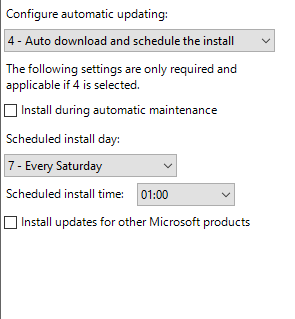 Configure automatic updating:
4 - Auto download and schedule the install
The following settings are only required and
applicable if 4 is selected.
Install during automatic maintenance
Scheduled install day:
7 - Every Saturday
Scheduled install time: 01:00
Install updates for other Microsoft products